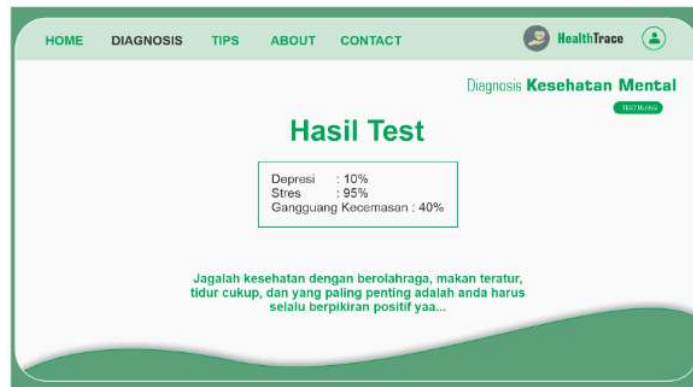 HOME DIAGNOSIS TIPS ABOUT CONTACT HealthTrace
Diagnosis Kesehatan Mental
Hasil Test
Depresi : 10%
Stres : 95%
Gangguang Kecemasan : 40%
Jagalah kesehatan dengan berolahraga, makan teratur,
tidur cukup, dan yang paling penting adalah anda harus
selalu berpikiran positif yaa...